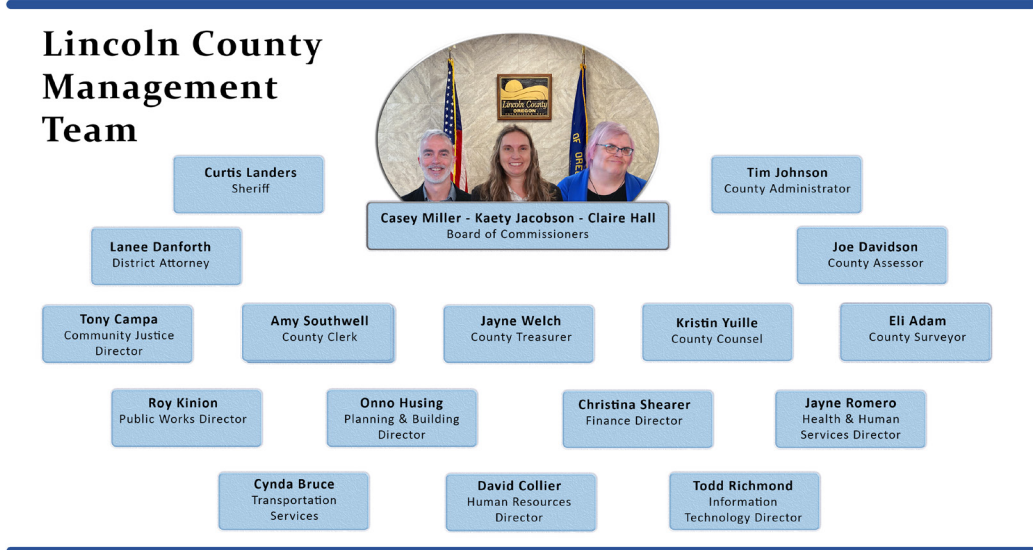 Lincoln County
Management
Team
Lincoln County
OREGON
OF ORE
Curtis Landers
Sheriff
Casey Miller - Kaety Jacobson - Claire Hall
Board of Commissioners
Tim Johnson
County Administrator
Lanee Danforth
District Attorney
Joe Davidson
County Assessor
Tony Campa
Community Justice
Director
Amy Southwell
County Clerk
Jayne Welch
County Treasurer
Kristin Yuille
County Counsel
Eli Adam
County Surveyor
Roy Kinion
Public Works Director
Onno Husing
Planning & Building
Director
Christina Shearer
Finance Director
Jayne Romero
Health & Human
Services Director
Cynda Bruce
Transportation
Services
David Collier
Human Resources
Director
Todd Richmond
Information
Technology Director